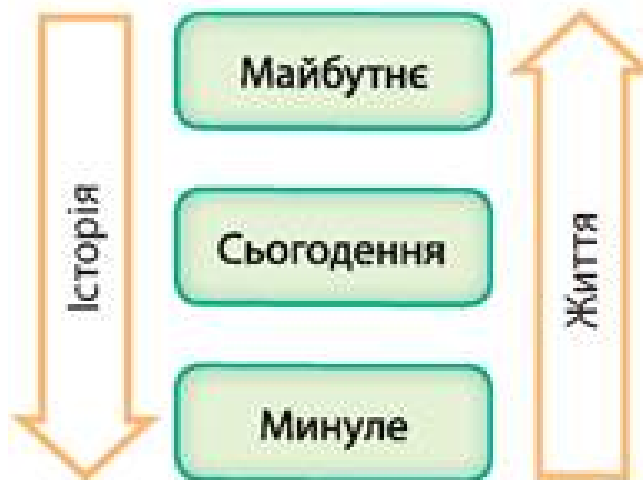 Майбутнє
Історія
Сьогодення
Життя
Минуле